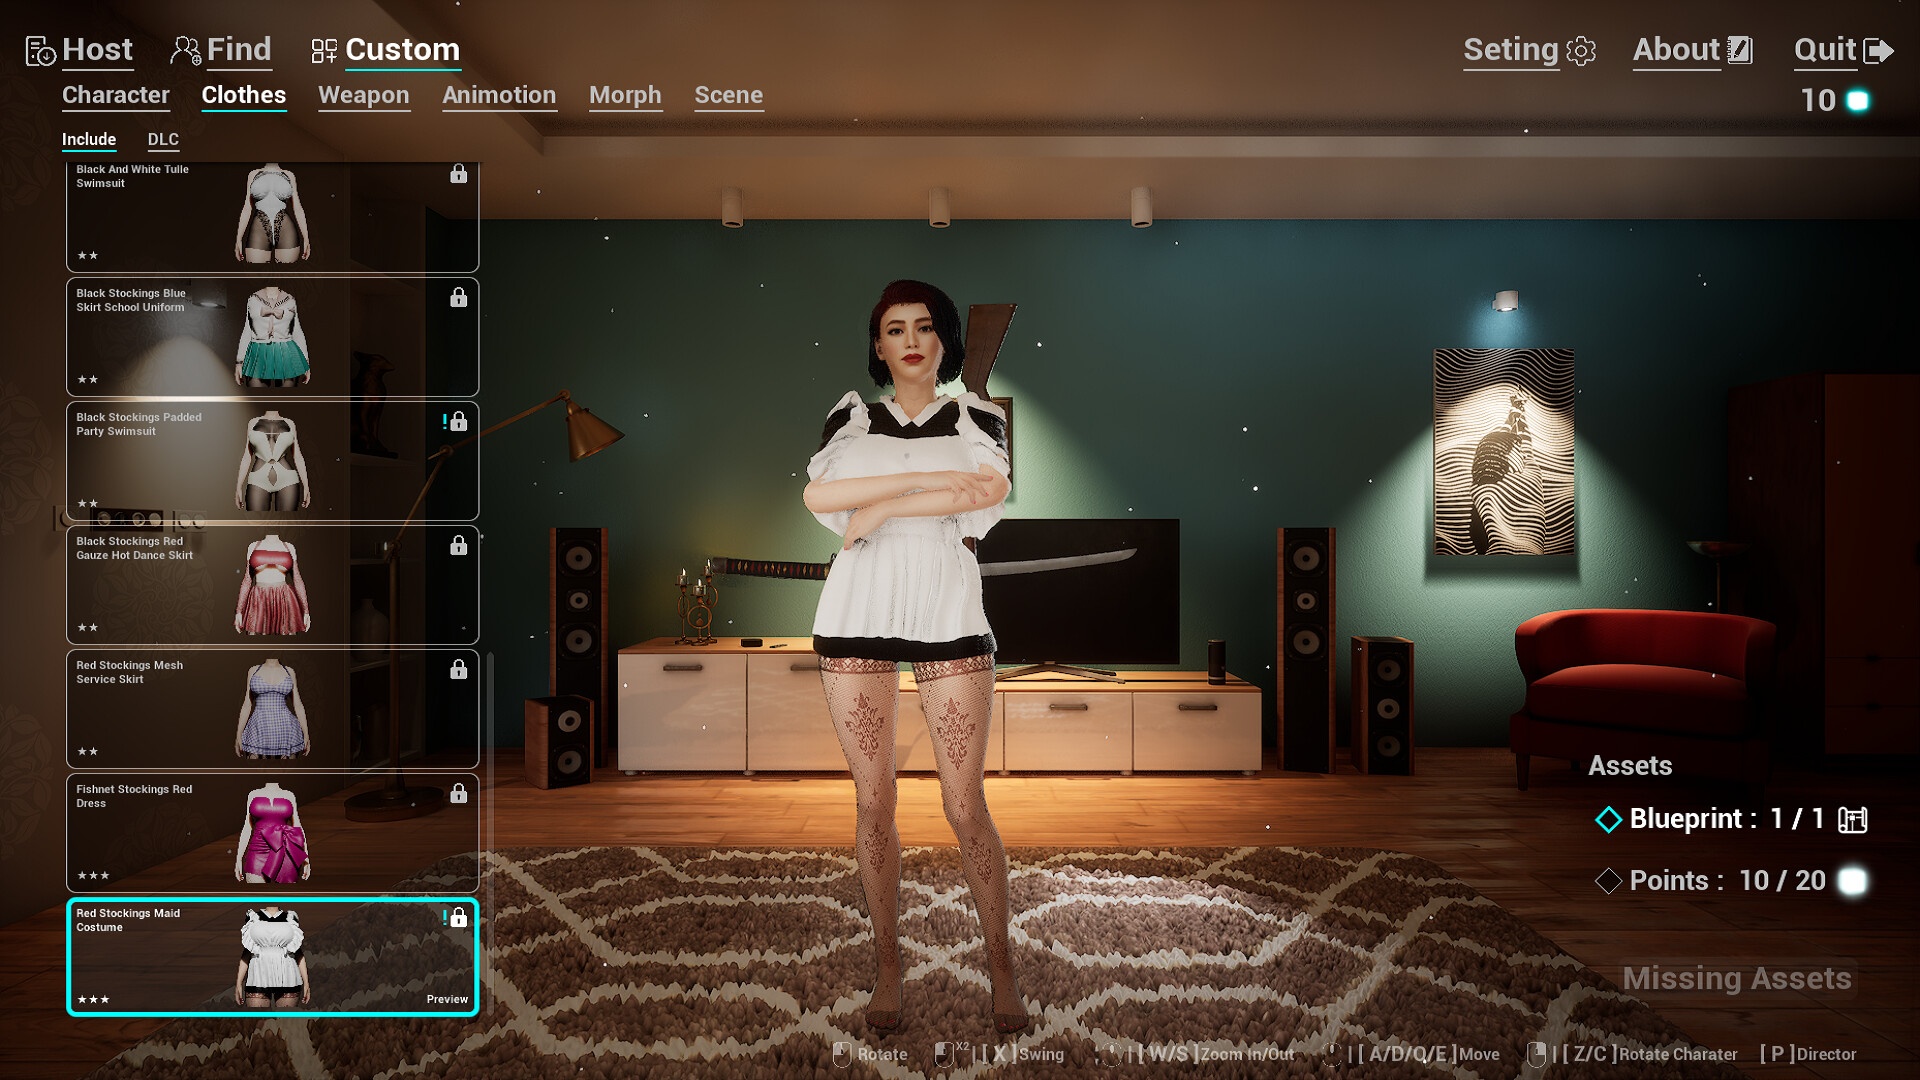 Host Find Custom Seting About Quit
Character Clothes Weapon Animotion Morph Scene 10
Include DLC
Black And White Tulle
Swimsuit
Black Stockings Blue
Skirt School Uniform
Black Stockings Padded
Party Swimsuit
Black Stockings Red
Gauze Hot Dance Skirt
Red Stockings Mesh
Service Skirt
Fishnet Stockings Red
Dress
Red Stockings Maid
Costume
Preview
Assets
Blueprint : 1 / 1
Points : 10 / 20
Missing Assets
Rotate X2 | [ X ]Swing | [ W/S ]Zoom In/Out | [ A/D/Q/E ]Move | [ Z/C ]Rotate Charater [ P ]Director